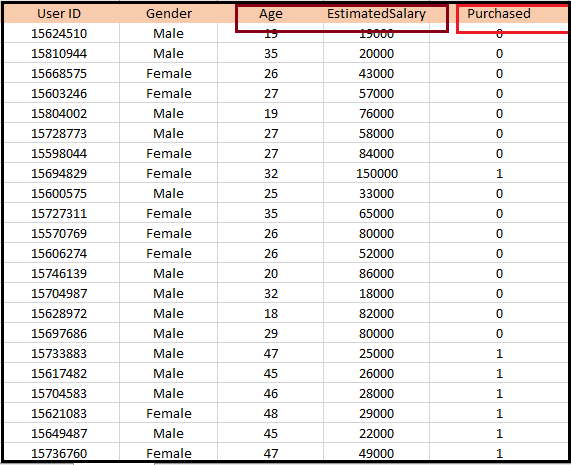 User ID Gender Age EstimatedSalary Purchased
15624510 Male 19 19000 0
15810944 Male 35 20000 0
15668575 Female 26 43000 0
15603246 Female 27 57000 0
15804002 Male 19 76000 0
15728773 Male 27 58000 0
15598044 Female 27 84000 0
15694829 Female 32 150000 1
15600575 Male 25 33000 0
15727311 Female 35 65000 0
15570769 Female 26 80000 0
15606274 Female 26 52000 0
15746139 Male 20 86000 0
15704987 Male 32 18000 0
15628972 Male 18 82000 0
15697686 Male 29 80000 0
15733883 Male 47 25000 1
15617482 Male 45 26000 1
15704583 Male 46 28000 1
15621083 Female 48 29000 1
15649487 Male 45 22000 1
15736760 Female 47 49000 1